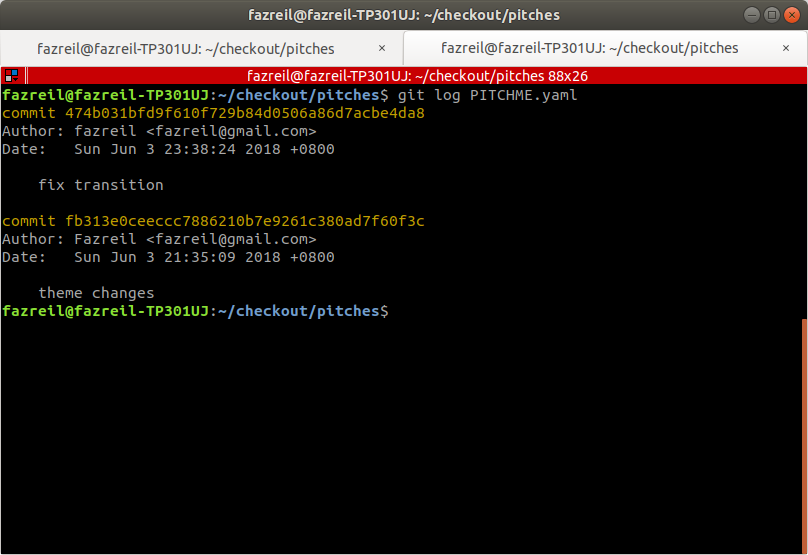 fazreil@fazreil-TP301UJ: ~/checkout/pitches
fazreil@fazreil-TP301UJ: ~/checkout/pitches × fazreil@fazreil-TP301UJ: ~/checkout/pitches ×
fazreil@fazreil-TP301UJ: ~/checkout/pitches 88x26
fazreil@fazreil-TP301UJ:~/checkout/pitches$ git log PITCHME.yaml
commit 474b031bfd9f610f729b84d0506a86d7acbe4da8
Author: fazreil <fazreil@gmail.com>
Date:   Sun Jun 3 23:38:24 2018 +0800
    fix transition
commit fb313e0ceeccc7886210b7e9261c380ad7f60f3c
Author: Fazreil <fazreil@gmail.com>
Date:   Sun Jun 3 21:35:09 2018 +0800
    theme changes
fazreil@fazreil-TP301UJ:~/checkout/pitches$